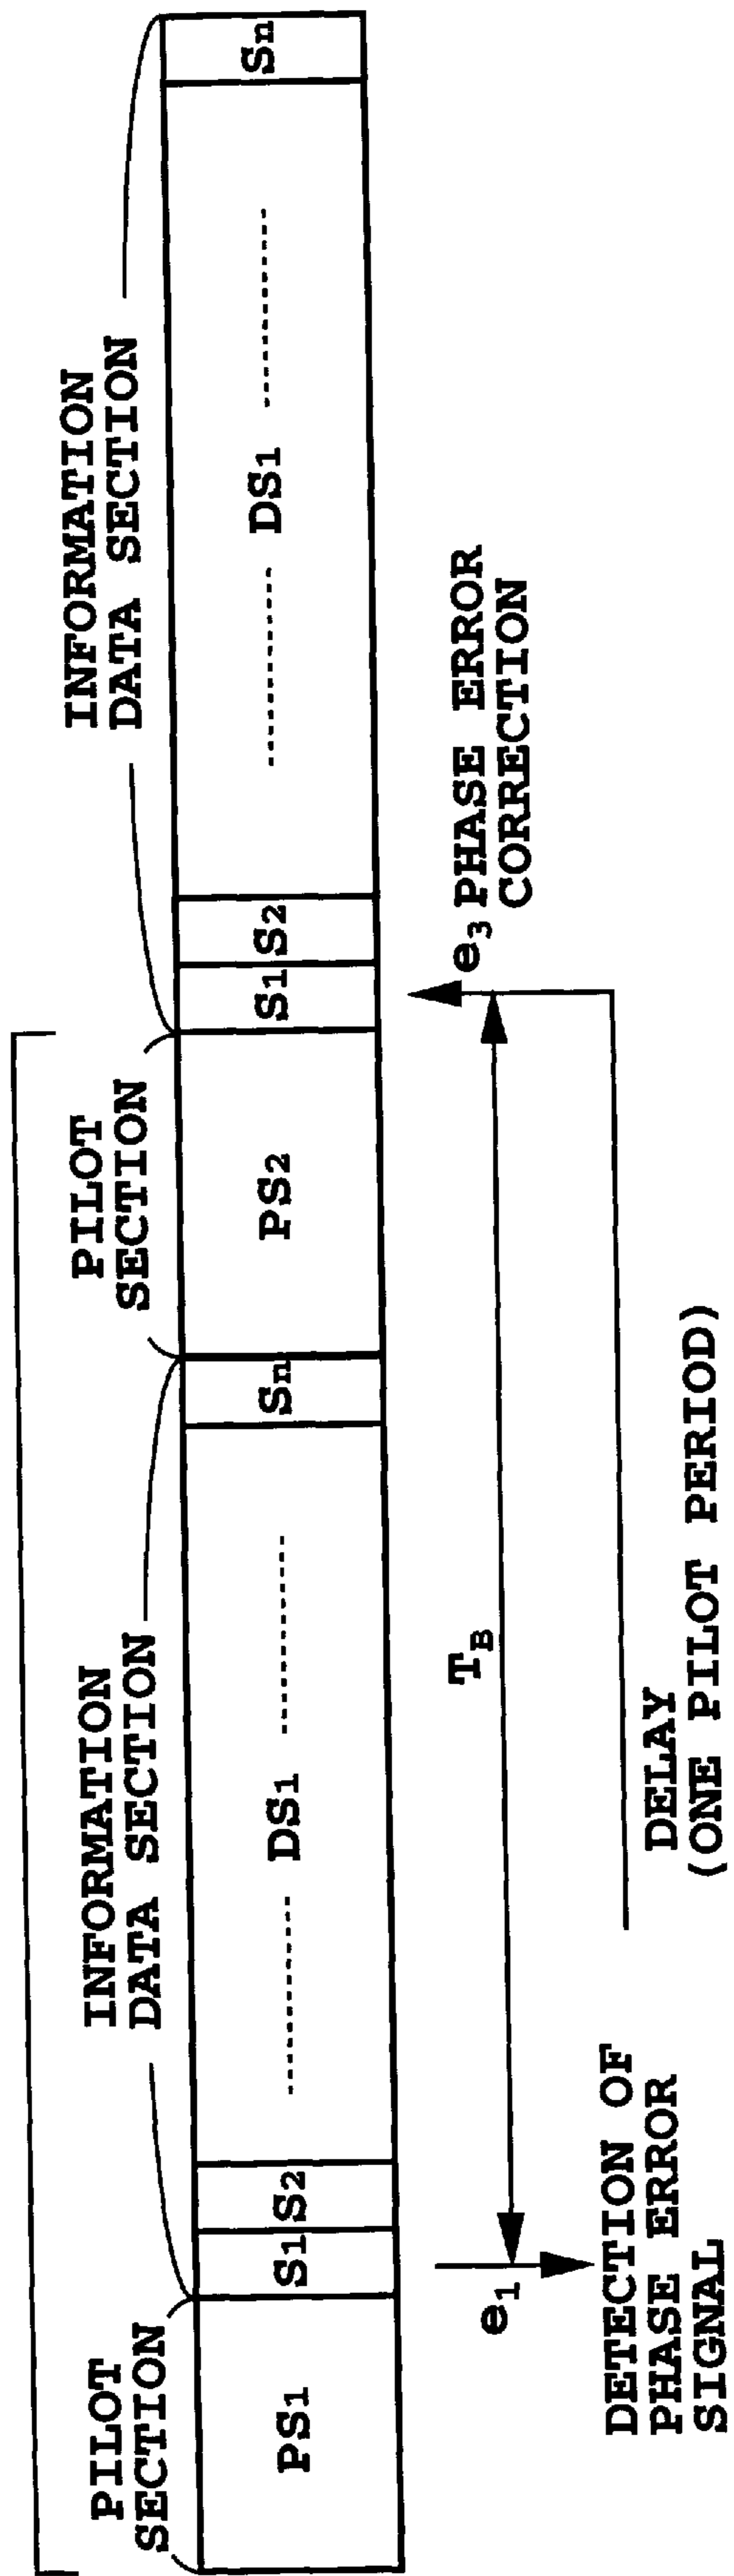 PILOT
SECTION
INFORMATION
DATA SECTION
PILOT
SECTION
INFORMATION
DATA SECTION
PS1
S1
S2
DS1
Sn
PS2
S1
S2
DS1
Sn
e1
DETECTION OF
PHASE ERROR
SIGNAL
TB
DELAY
(ONE PILOT PERIOD)
e3 PHASE ERROR
CORRECTION